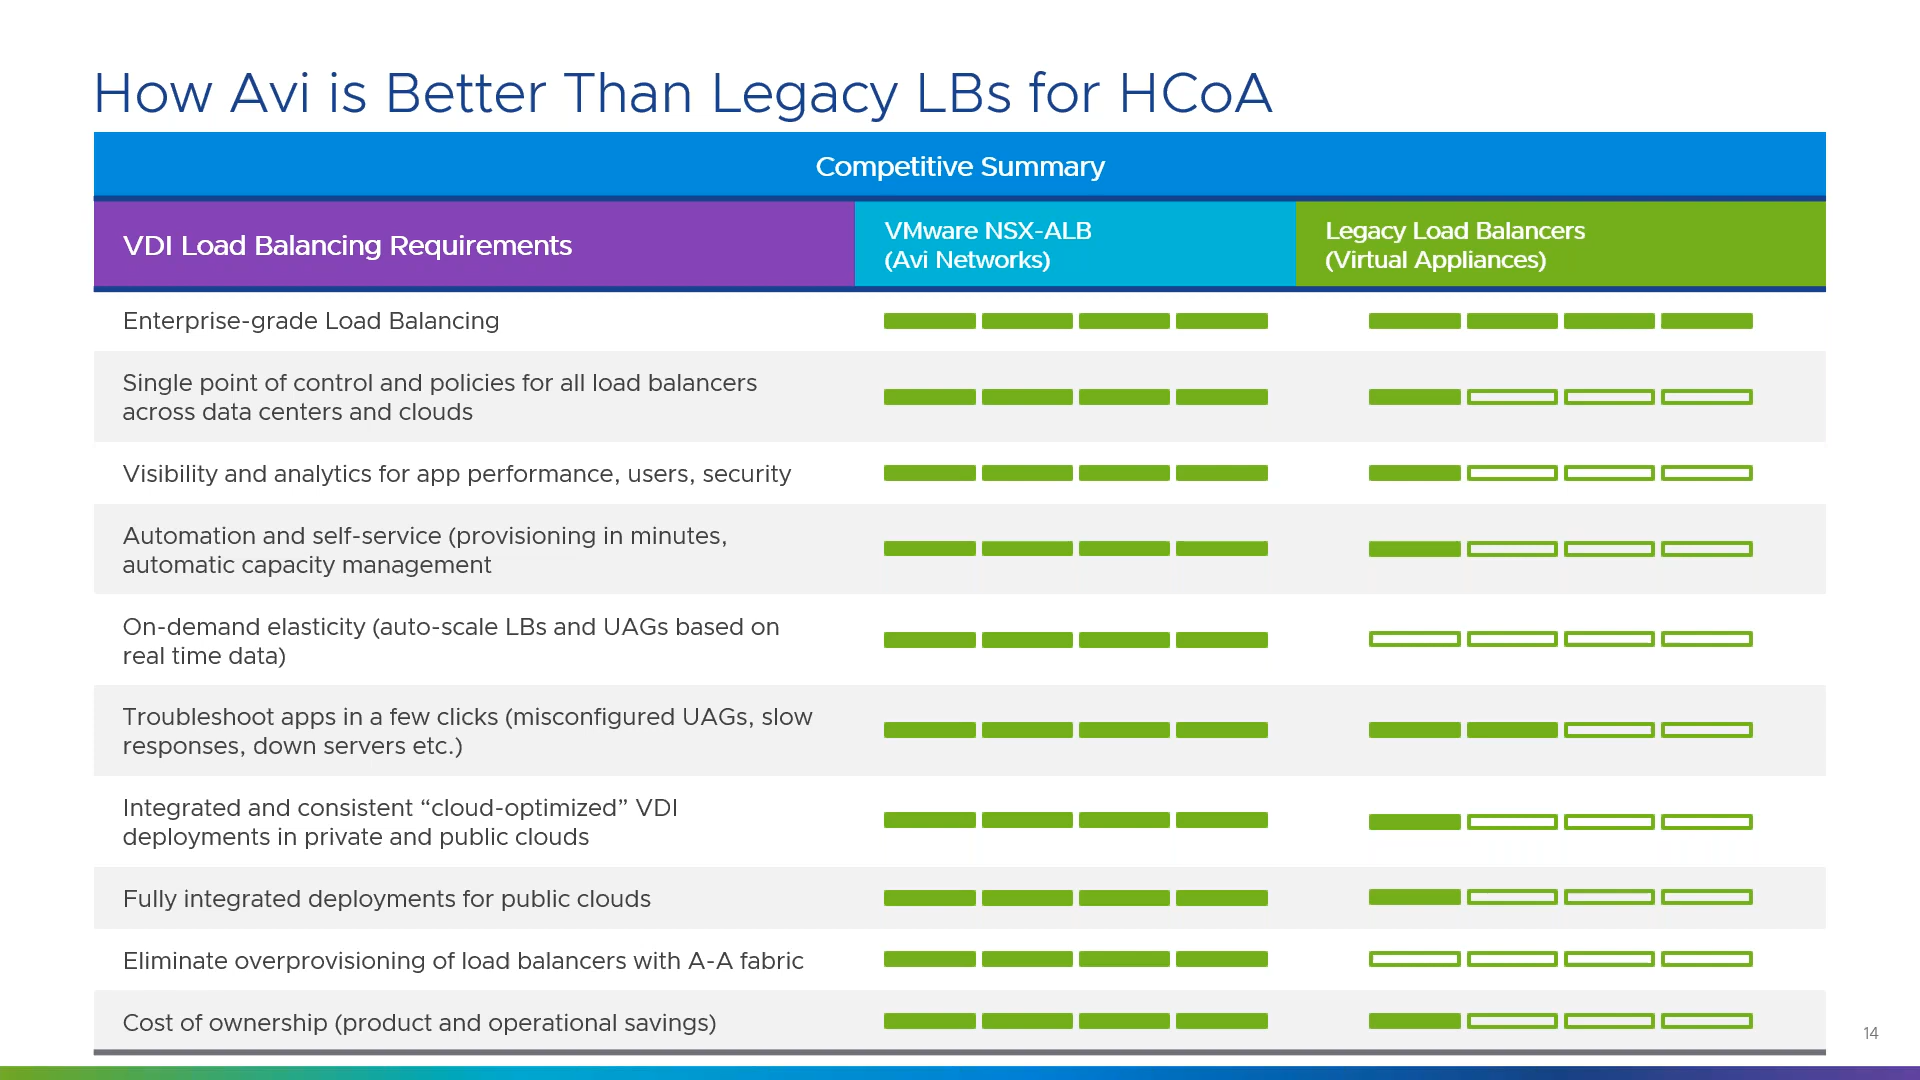 How Avi is Better Than Legacy LBs for HCoA
Competitive Summary
VDI Load Balancing Requirements
VMware NSX-ALB
(Avi Networks)
Legacy Load Balancers
(Virtual Appliances)
Enterprise-grade Load Balancing
Single point of control and policies for all load balancers
across data centers and clouds
Visibility and analytics for app performance, users, security
Automation and self-service (provisioning in minutes,
automatic capacity management
On-demand elasticity (auto-scale LBs and UAGs based on
real time data)
Troubleshoot apps in a few clicks (misconfigured UAGs, slow
responses, down servers etc.)
Integrated and consistent “cloud-optimized” VDI
deployments in private and public clouds
Fully integrated deployments for public clouds
Eliminate overprovisioning of load balancers with A-A fabric
Cost of ownership (product and operational savings)
14